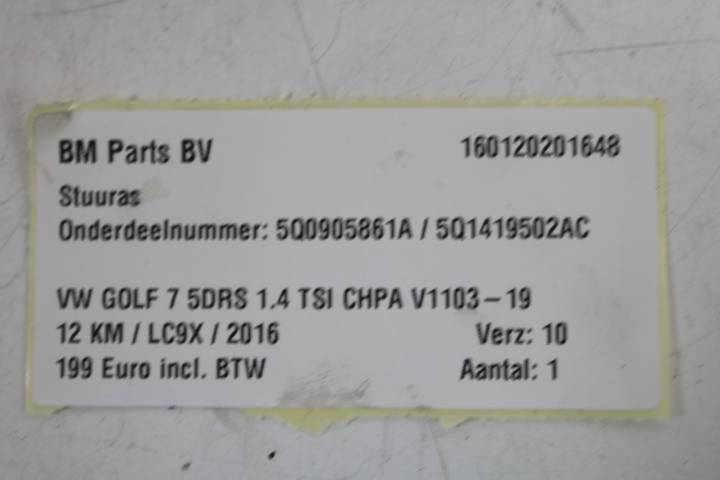 BM Parts BV 160120201648
Stuuras
Onderdeelnummer: 5Q0905861A / 5Q1419502AC
VW GOLF 7 5DRS 1.4 TSI CHPA V1103-19
12 KM / LC9X / 2016 Verz: 10
199 Euro incl. BTW Aantal: 1